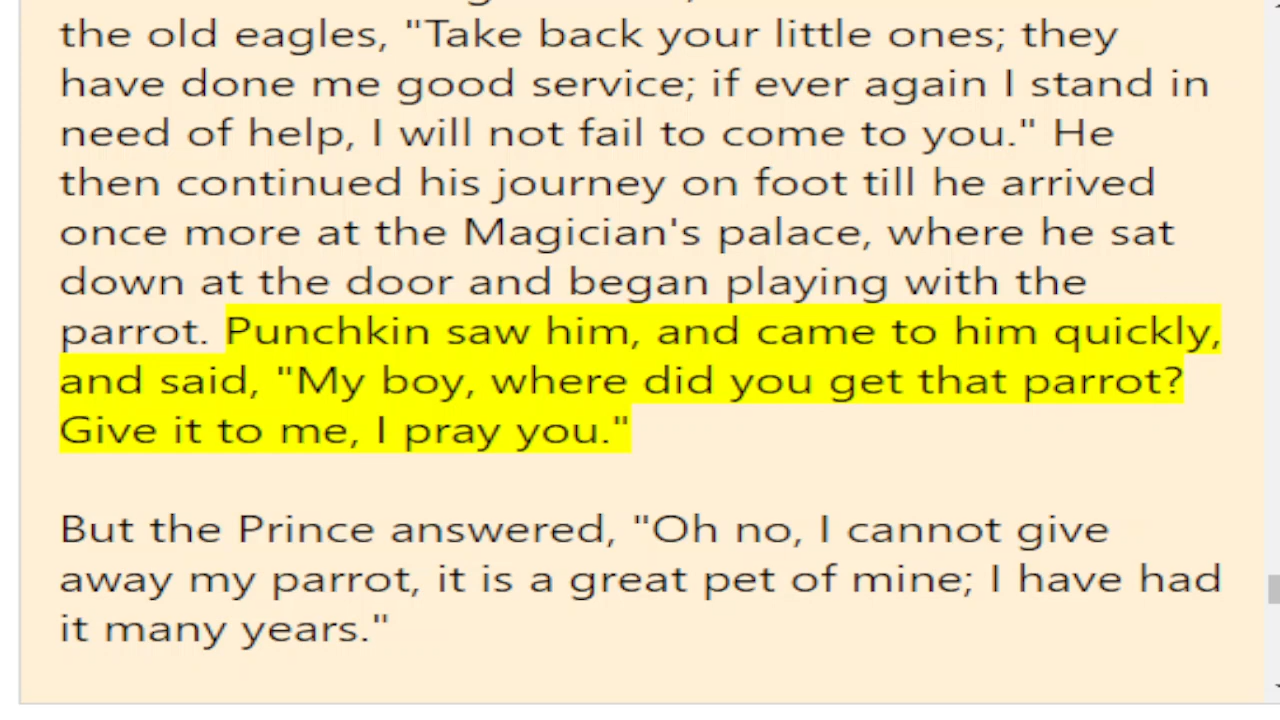 the old eagles, "Take back your little ones; they
have done me good service; if ever again I stand in
need of help, I will not fail to come to you." He
then continued his journey on foot till he arrived
once more at the Magician's palace, where he sat
down at the door and began playing with the
parrot. Punchkin saw him, and came to him quickly,
and said, "My boy, where did you get that parrot?
Give it to me, I pray you."
But the Prince answered, "Oh no, I cannot give
away my parrot, it is a great pet of mine; I have had
it many years."